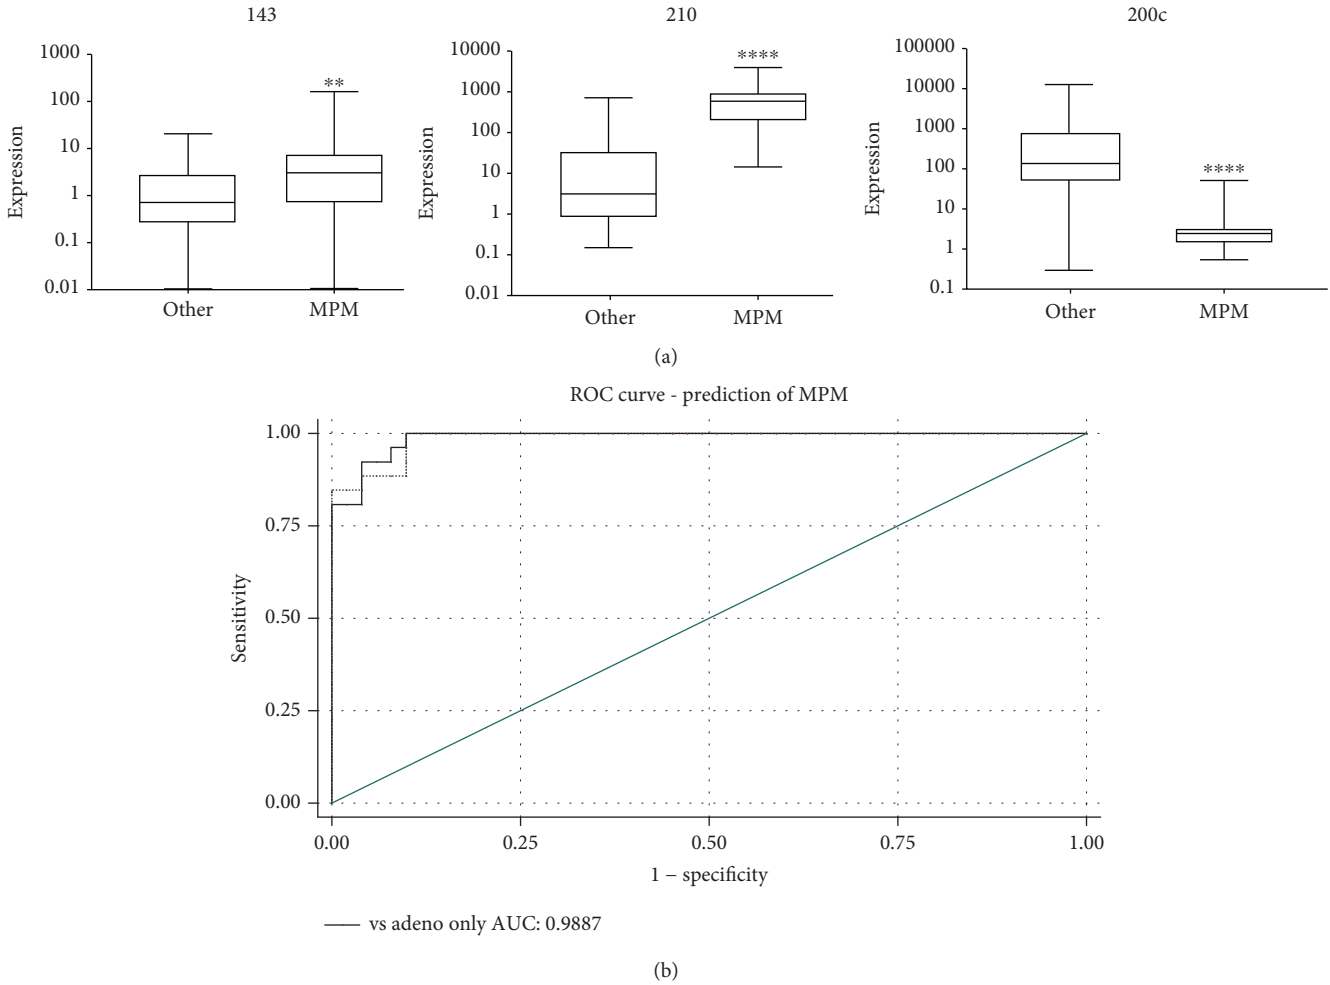 143
210
200c
1000
100
10
1
0.1
0.01
Expression
**
Other
MPM
10000
1000
100
10
1
0.1
0.01
Expression
****
Other
MPM
100000
10000
1000
100
10
1
0.1
Expression
****
Other
MPM
(a)
ROC curve - prediction of MPM
1.00
0.75
0.50
0.25
0.00
Sensitivity
0.00
0.25
0.50
0.75
1.00
1 − specificity
vs adeno only AUC: 0.9887
(b)